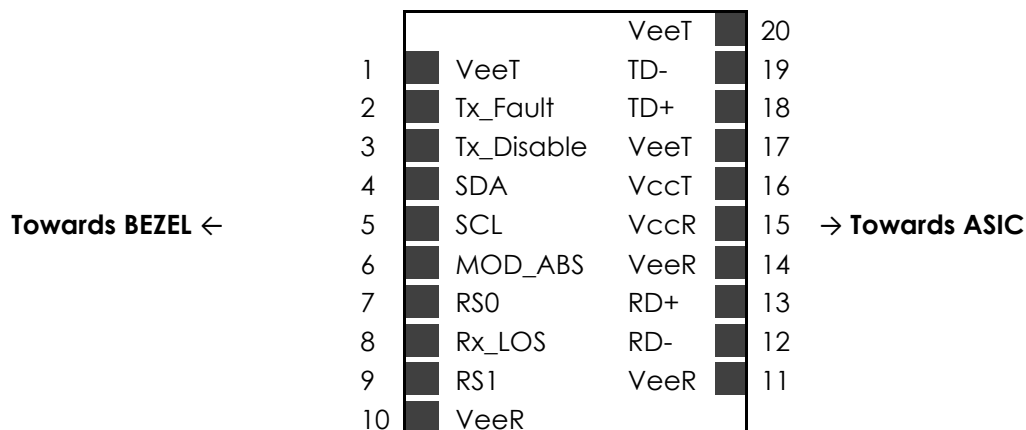 VeeT 20
1 VeeT TD- 19
2 Tx_Fault TD+ 18
3 Tx_Disable VeeT 17
4 SDA VccT 16
Towards BEZEL ← 5 SCL VccR 15 → Towards ASIC
6 MOD_ABS VeeR 14
7 RS0 RD+ 13
8 Rx_LOS RD- 12
9 RS1 VeeR 11
10 VeeR